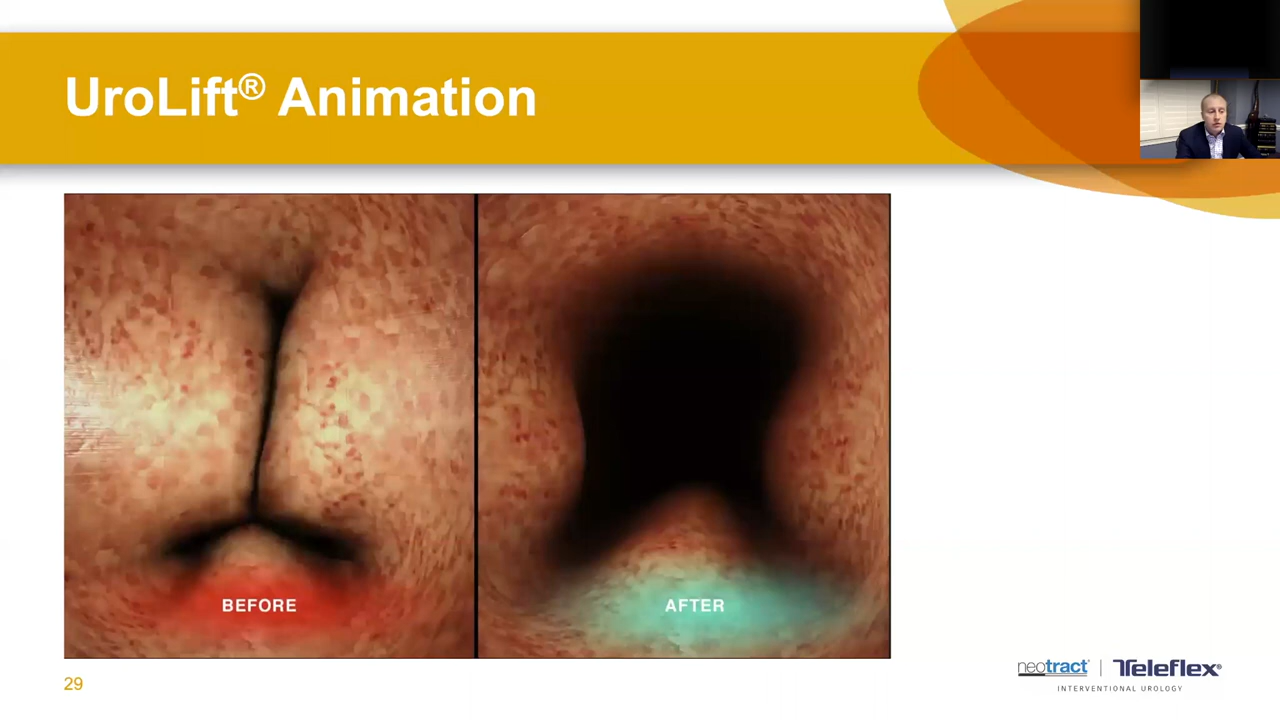 UroLift® Animation
BEFORE
AFTER
29
neotract | Teleflex®
INTERVENTIONAL UROLOGY